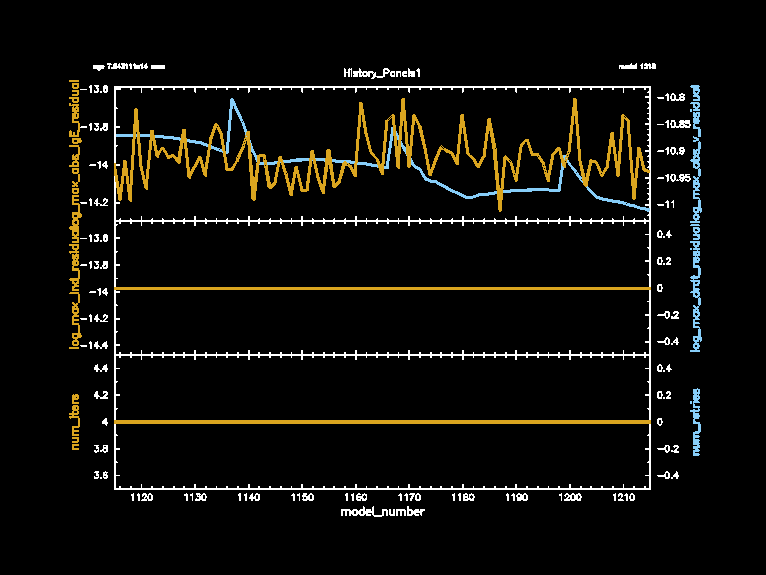 age 7.643111e14 secs
model 1215
History_Panels1
log_max_abs_lgE_residual
-13.6
-13.8
-14
-14.2
-10.8
-10.85
-10.9
-10.95
-11
log_max_abs_v_residual
log_max_lnd_residual
-13.6
-13.8
-14
-14.2
-14.4
0.4
0.2
0
-0.2
-0.4
log_max_drdt_residual
num_iters
4.4
4.2
4
3.8
3.6
0.4
0.2
0
-0.2
-0.4
num_retries
1120 1130 1140 1150 1160 1170 1180 1190 1200 1210
model_number